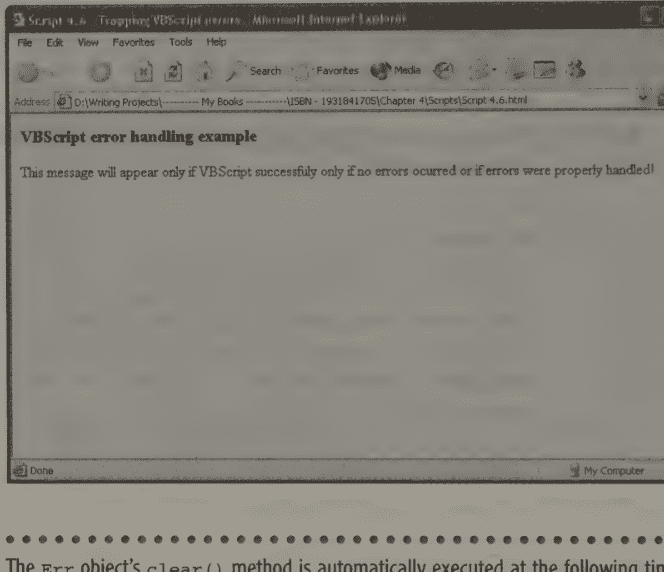 Script 4.6 Trapping VBScript errors - Microsoft Internet Explorer
File Edit View Favorites Tools Help
Search Favorites Media
Address D:\Writing Projects\---------- My Books ----------\ISBN - 1931841705\Chapter 4\Scripts\Script 4.6.html
VBScript error handling example
This message will appear only if VBScript successfuly only if no errors ocurred or if errors were properly handled!
Done My Computer
The Err object's clear() method is automatically executed at the following